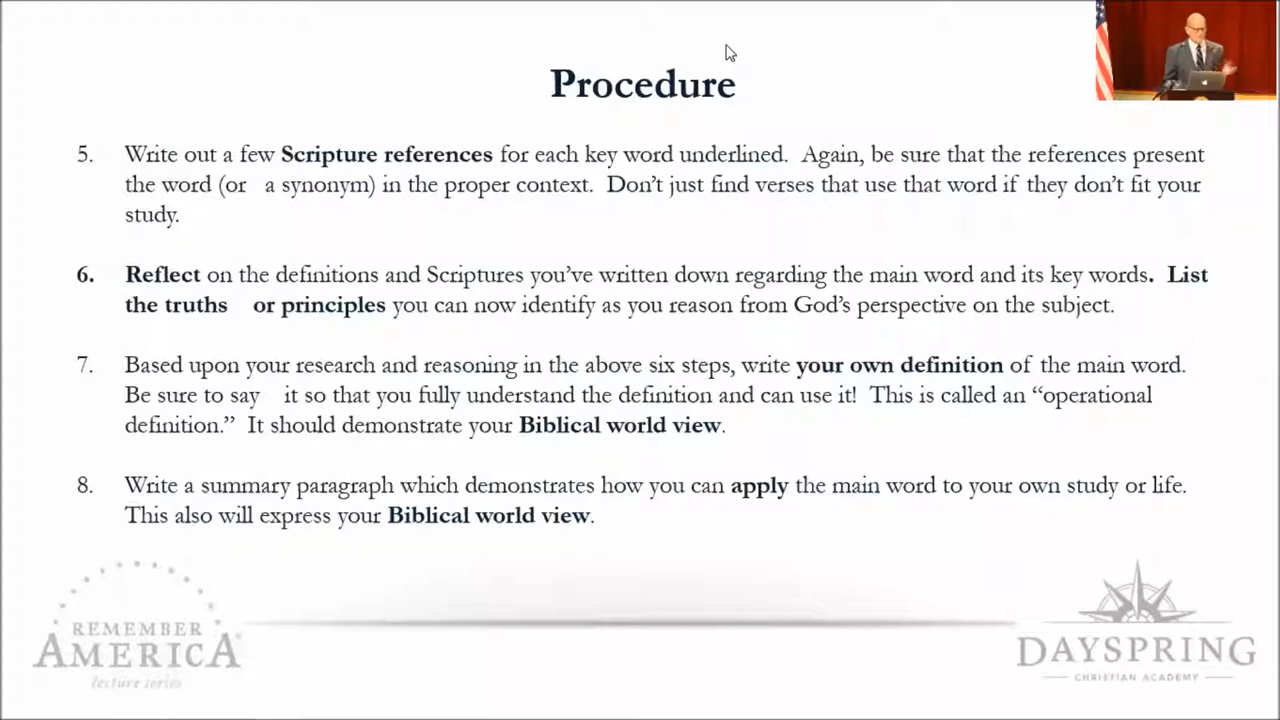 Procedure
5. Write out a few Scripture references for each key word underlined. Again, be sure that the references present
the word (or a synonym) in the proper context. Don't just find verses that use that word if they don't fit your
study.
6. Reflect on the definitions and Scriptures you've written down regarding the main word and its key words. List
the truths or principles you can now identify as you reason from God's perspective on the subject.
7. Based upon your research and reasoning in the above six steps, write your own definition of the main word.
Be sure to say it so that you fully understand the definition and can use it! This is called an “operational
definition.” It should demonstrate your Biblical world view.
8. Write a summary paragraph which demonstrates how you can apply the main word to your own study or life.
This also will express your Biblical world view.
REMEMBER
AMERICA
lecture series
DAYSPRING
CHRISTIAN ACADEMY